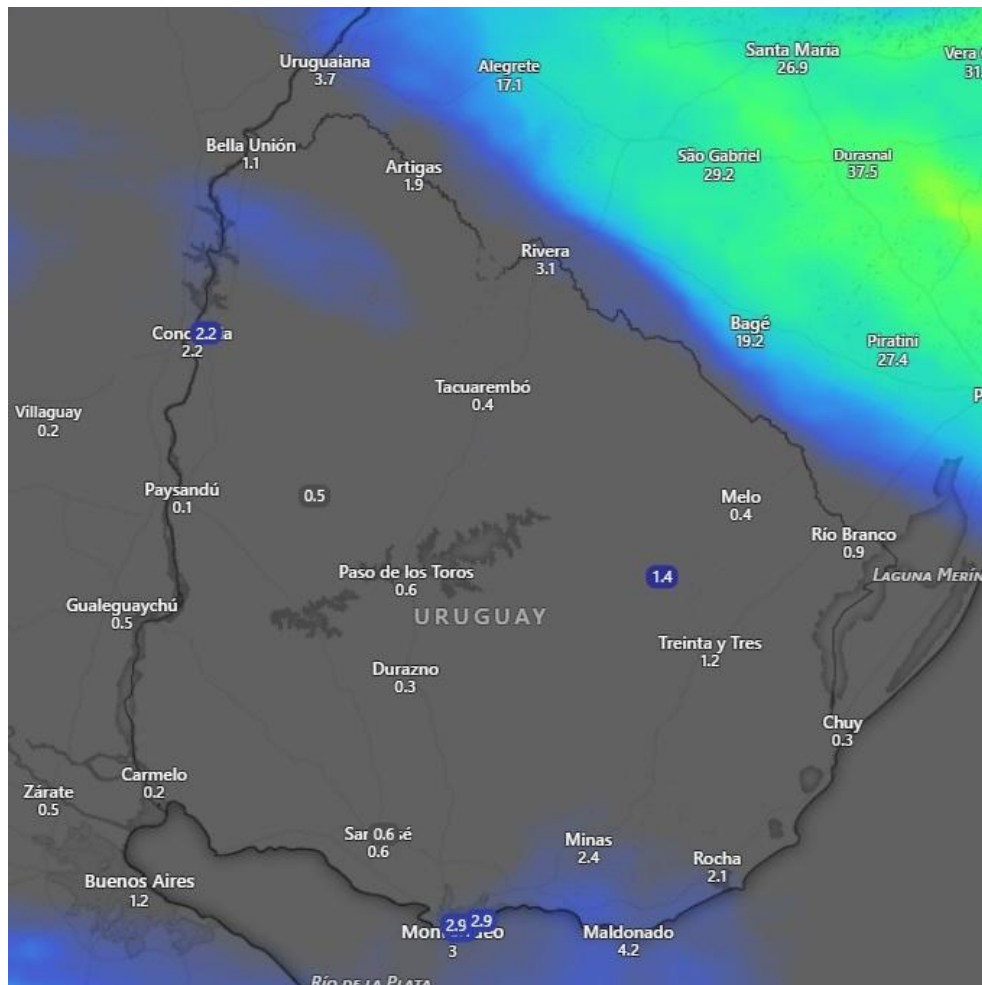 Santa Maria
26.9
Uruguaiana
3.7
Alegrete
17.1
Bella Unión
1.1
Artigas
1.9
São Gabriel
29.2
Durasnal
37.5
Rivera
3.1
2.2
2.2
Bagé
19.2
Piratini
27.4
Tacuarembó
0.4
Villaguay
0.2
Paysandú
0.1
0.5
Melo
0.4
Río Branco
0.9
Paso de los Toros
0.6
1.4
LAGUNA MERÍN
Gualeguaychú
0.5
URUGUAY
Treinta y Tres
1.2
Durazno
0.3
Chuy
0.3
Carmelo
0.2
Zárate
0.5
0.6
0.6
Minas
2.4
Rocha
2.1
Buenos Aires
1.2
2.9
2.9
3
Maldonado
4.2
RÍO DE LA PLATA